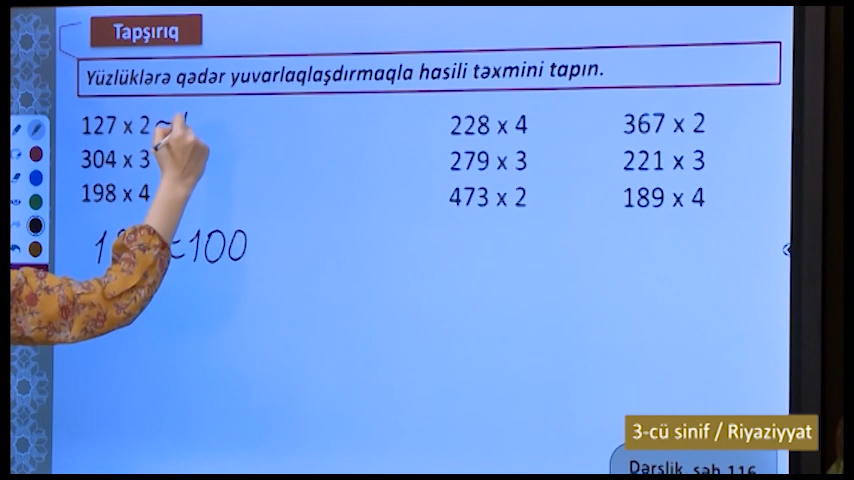 Tapşırıq
Yüzlüklərə qədər yuvarlaqlaşdırmaqla hasili təxmini tapın.
127 x 2 ≈
304 x 3
198 x 4
228 x 4
279 x 3
473 x 2
367 x 2
221 x 3
189 x 4
≈100
3-cü sinif / Riyaziyyat
Dərslik, səh 116